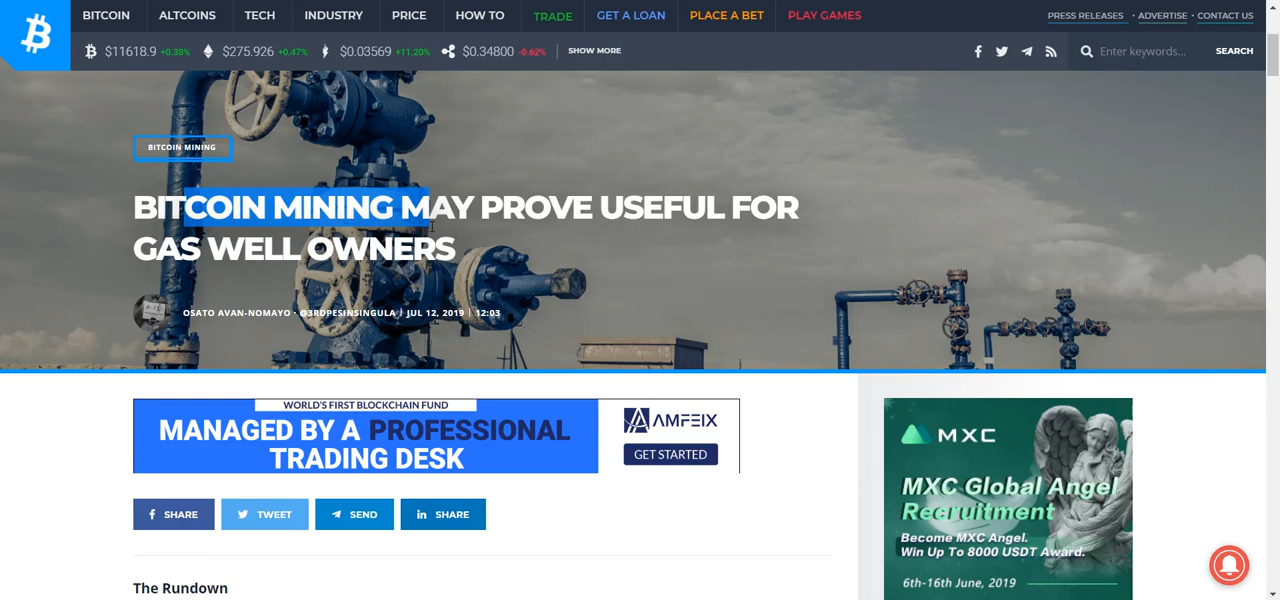 BITCOIN ALTCOINS TECH INDUSTRY PRICE HOW TO TRADE GET A LOAN PLACE A BET PLAY GAMES PRESS RELEASES · ADVERTISE · CONTACT US
$11618.9 +0.38% $275.926 +0.47% $0.03569 +11.20% $0.34800 -0.62% SHOW MORE Enter keywords... SEARCH
BITCOIN MINING
BITCOIN MINING MAY PROVE USEFUL FOR
GAS WELL OWNERS
OSATO AVAN-NOMAYO · @3RDPESINSINGULA | JUL 12, 2019 | 12:03
WORLD'S FIRST BLOCKCHAIN FUND
MANAGED BY A PROFESSIONAL
TRADING DESK
AMFEIX
GET STARTED
SHARE TWEET SEND SHARE
The Rundown
MXC
MXC Global Angel
Recruitment
Become MXC Angel.
Win Up To 8000 USDT Award.
6th-16th June, 2019